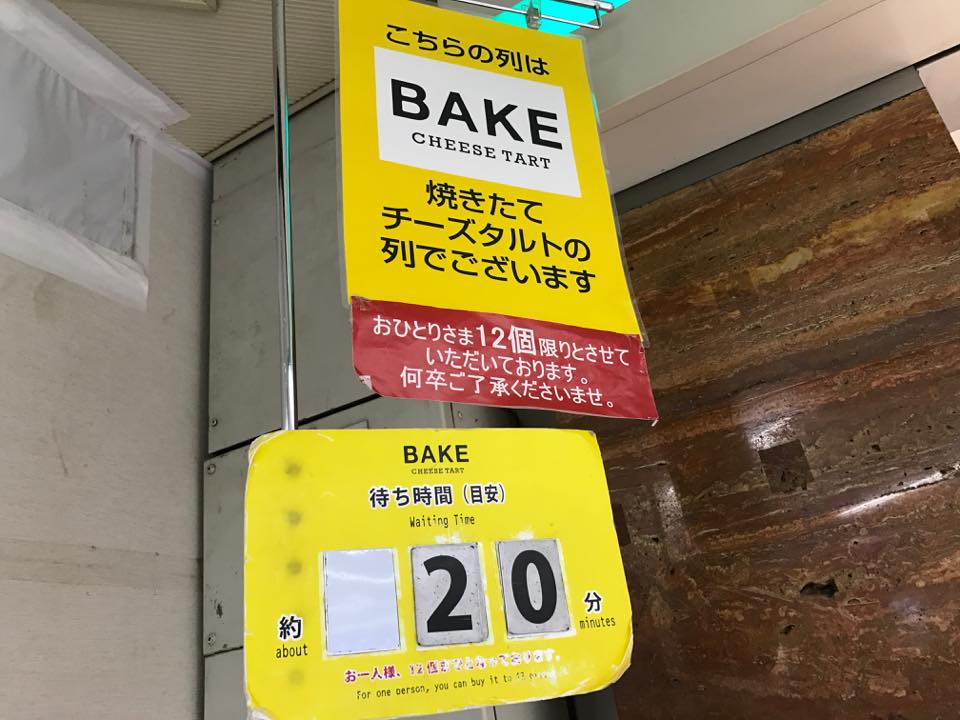 こちらの列は
BAKE
CHEESE TART
焼きたて
チーズタルトの
列でございます
おひとりさま12個限りとさせて
いただいております。
何卒ご了承くださいませ。
BAKE
CHEESE TART
待ち時間（目安）
Waiting Time
約 20 分
about minutes
お一人様、12個までとなっております。
For one person, you can buy it to